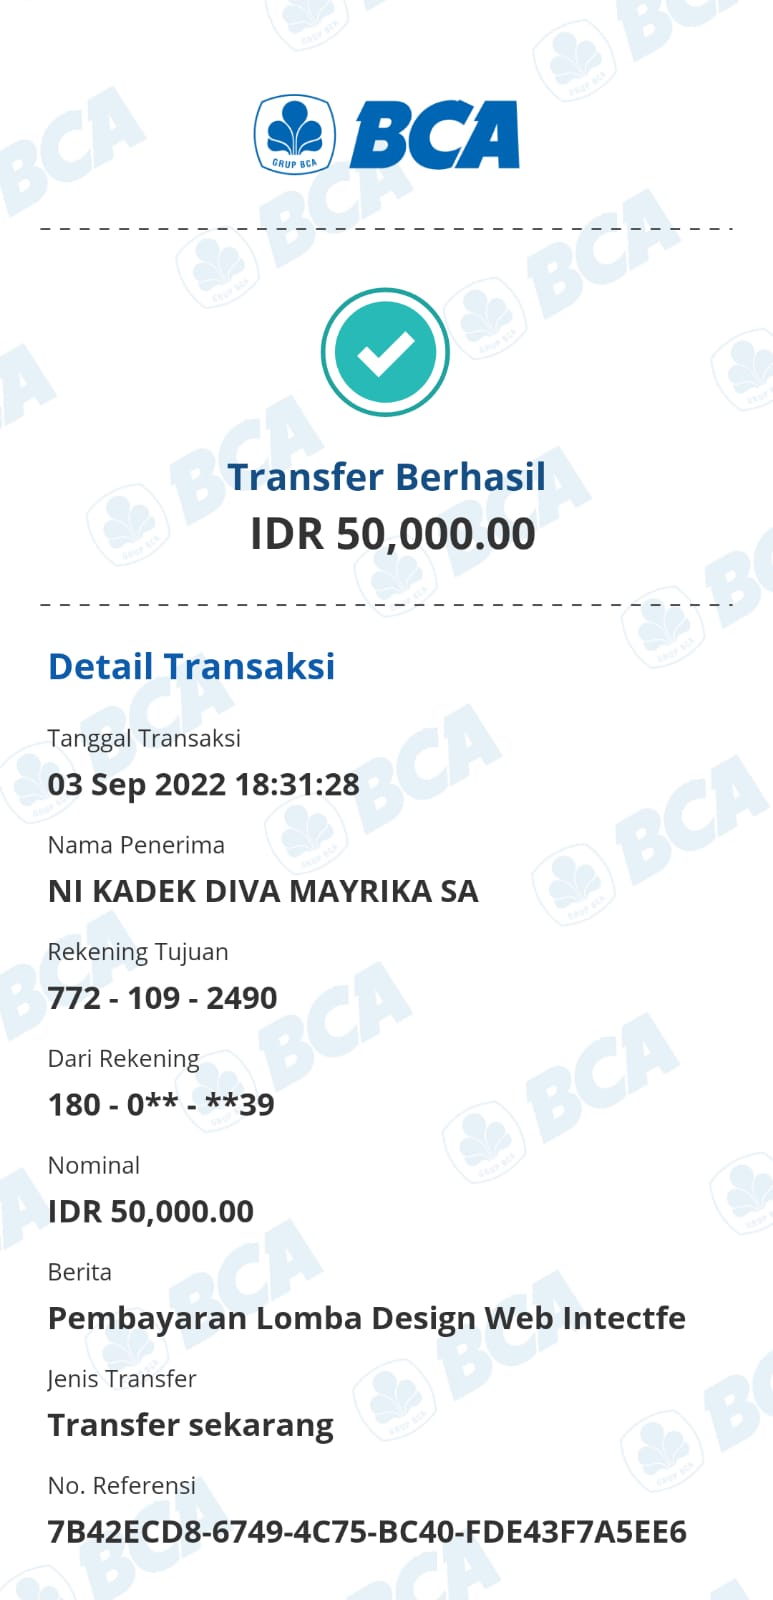 GRUP BCA
BCA
Transfer Berhasil
IDR 50,000.00
Detail Transaksi
Tanggal Transaksi
03 Sep 2022 18:31:28
Nama Penerima
NI KADEK DIVA MAYRIKA SA
Rekening Tujuan
772 - 109 - 2490
Dari Rekening
180 - 0** - **39
Nominal
IDR 50,000.00
Berita
Pembayaran Lomba Design Web Intectfe
Jenis Transfer
Transfer sekarang
No. Referensi
7B42ECD8-6749-4C75-BC40-FDE43F7A5EE6